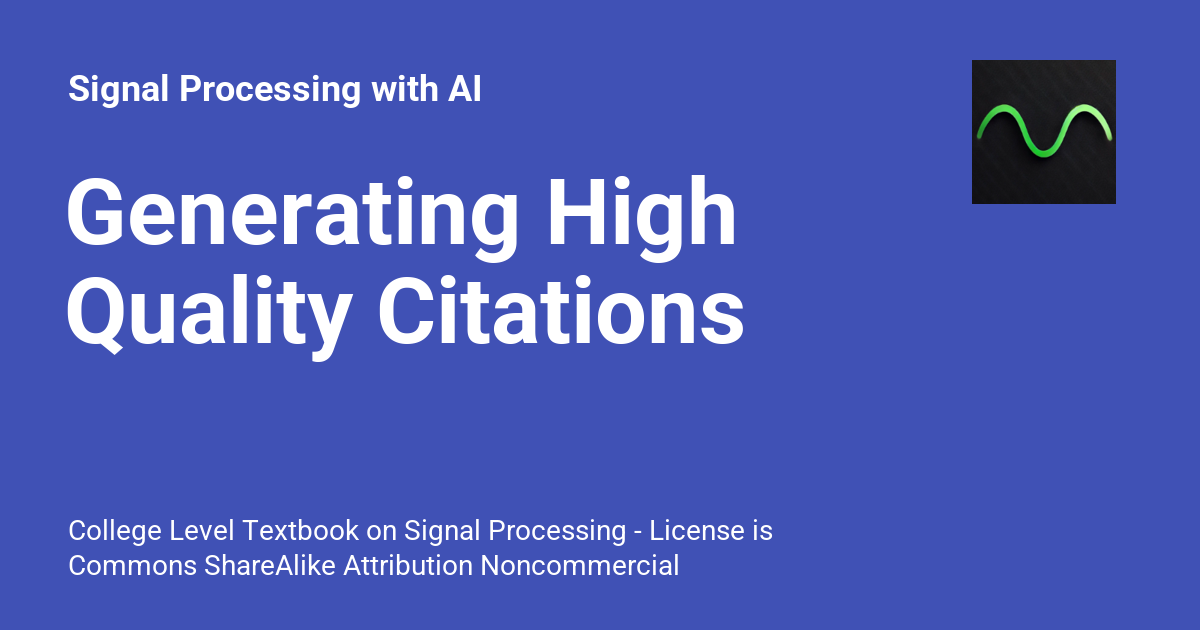 Signal Processing with AI
Generating High
Quality Citations
College Level Textbook on Signal Processing - License is
Commons ShareAlike Attribution Noncommercial